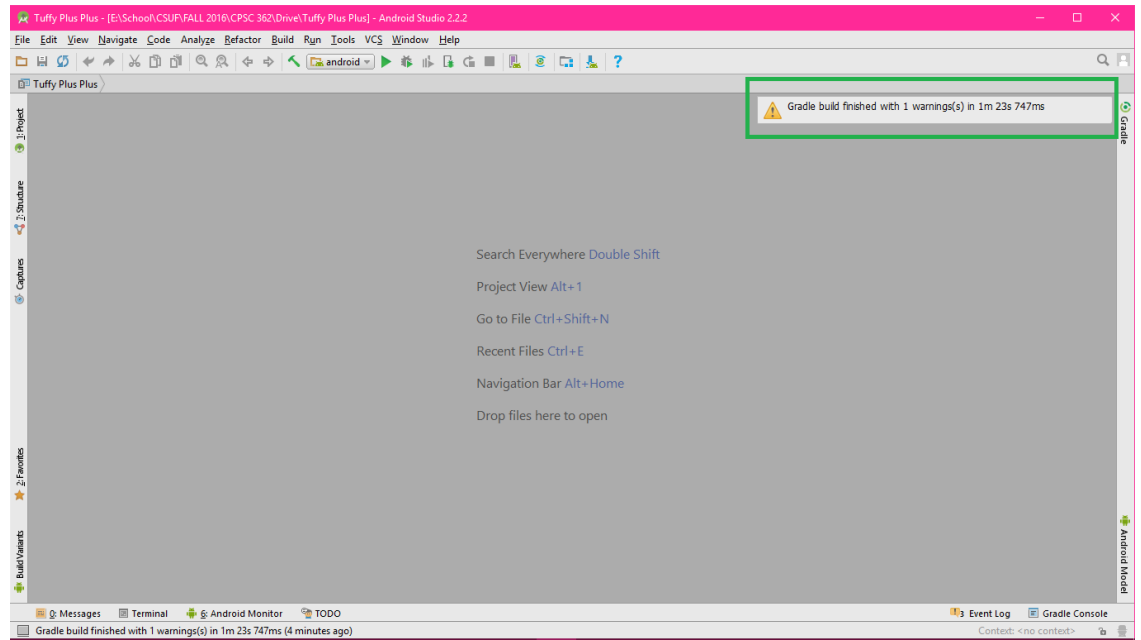 Tuffy Plus Plus - [E:\School\CSUF\FALL 2016\CPSC 362\Drive\Tuffy Plus Plus] - Android Studio 2.2.2
File Edit View Navigate Code Analyze Refactor Build Run Tools VCS Window Help
android
Tuffy Plus Plus
Gradle build finished with 1 warnings(s) in 1m 23s 747ms
1: Project
7: Structure
Captures
2: Favorites
Build Variants
Gradle
Android Model
Search Everywhere Double Shift
Project View Alt+1
Go to File Ctrl+Shift+N
Recent Files Ctrl+E
Navigation Bar Alt+Home
Drop files here to open
0: Messages Terminal 6: Android Monitor TODO 3 Event Log Gradle Console
Gradle build finished with 1 warnings(s) in 1m 23s 747ms (4 minutes ago) Context: <no context>